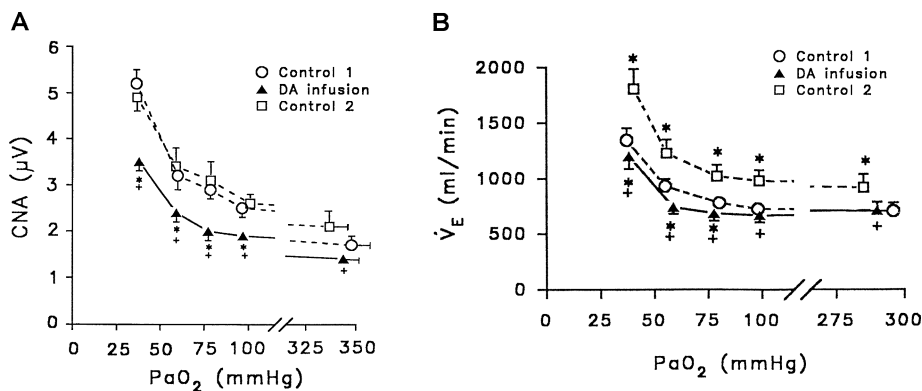 A
CNA (μV)
6
5
4
3
2
1
0
Control 1
DA infusion
Control 2
*
+
*
+
*
+
*
+
+
0 25 50 75 100 325 350
PaO2 (mmHg)
B
V̇E (ml/min)
2000
1500
1000
500
0
Control 1
DA infusion
Control 2
*
*
*
*
*
*
+
*
+
*
+
+
+
0 25 50 75 100 275 300
PaO2 (mmHg)